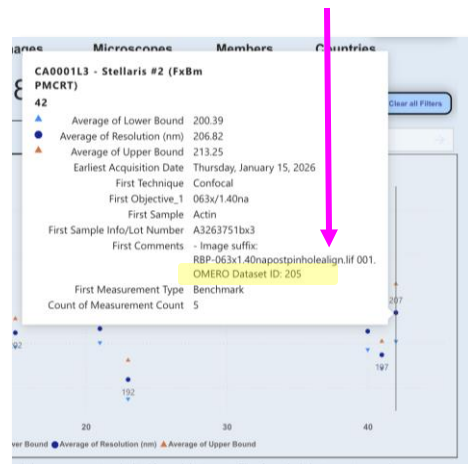 Microscopes Members Countries
CA0001L3 - Stellaris #2 (FxBm
PMCRT)
42
Clear all Filters
Average of Lower Bound 200.39
Average of Resolution (nm) 206.82
Average of Upper Bound 213.25
Earliest Acquisition Date Thursday, January 15, 2026
First Technique Confocal
First Objective_1 063x/1.40na
First Sample Actin
First Sample Info/Lot Number A3263751bx3
First Comments - Image suffix:
RBP-063x1.40napostpinholealign.lif 001.
OMERO Dataset ID: 205
First Measurement Type Benchmark
Count of Measurement Count 5
207
197
192
20 30 40
Bound Average of Resolution (nm) Average of Upper Bound